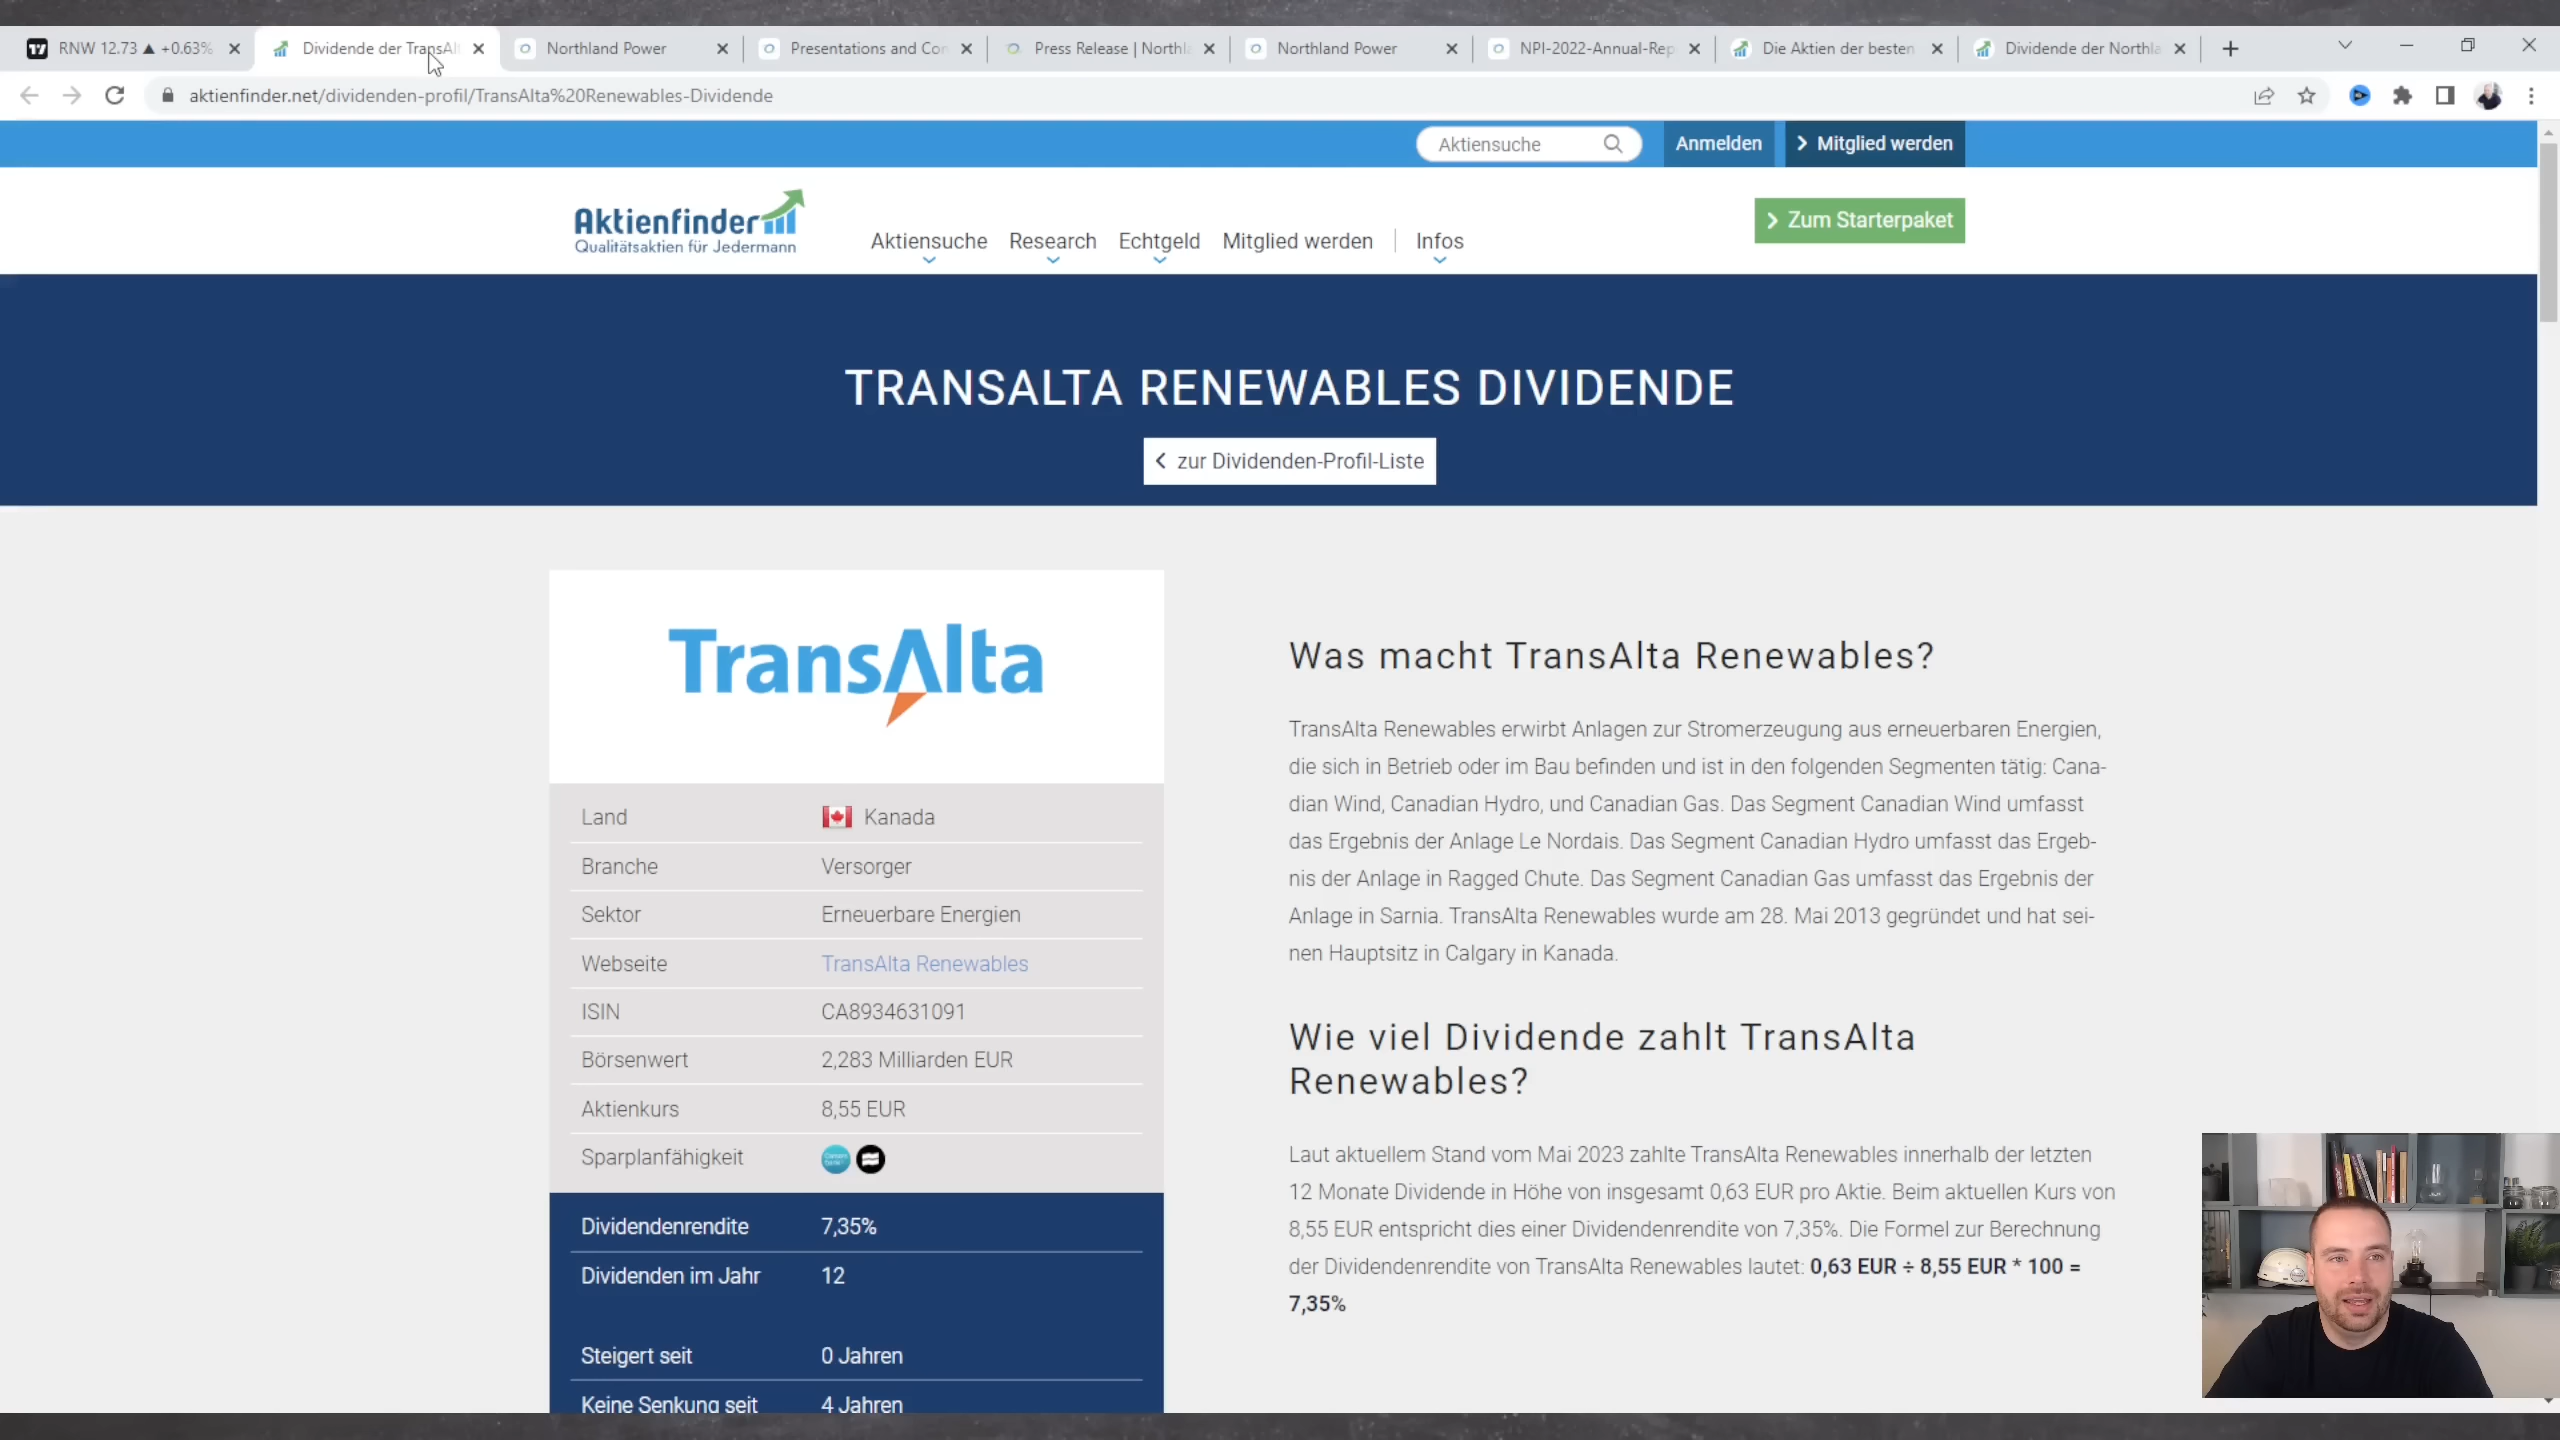 RNW 12.73 ▲ +0.63%
Dividende der TransAl
Northland Power
Presentations and Con
Press Release | Northla
Northland Power
NPI-2022-Annual-Rep
Die Aktien der besten
Dividende der Northla
aktienfinder.net/dividenden-profil/TransAlta%20Renewables-Dividende
Aktiensuche
Anmelden
Mitglied werden
Aktienfinder
Qualitätsaktien für Jedermann
Aktiensuche
Research
Echtgeld
Mitglied werden
Infos
Zum Starterpaket
TRANSALTA RENEWABLES DIVIDENDE
zur Dividenden-Profil-Liste
TransAlta
Land Kanada
Branche Versorger
Sektor Erneuerbare Energien
Webseite TransAlta Renewables
ISIN CA8934631091
Börsenwert 2,283 Milliarden EUR
Aktienkurs 8,55 EUR
Sparplanfähigkeit
Dividendenrendite 7,35%
Dividenden im Jahr 12
Steigert seit 0 Jahren
Keine Senkung seit 4 Jahren
Was macht TransAlta Renewables?
TransAlta Renewables erwirbt Anlagen zur Stromerzeugung aus erneuerbaren Energien,
die sich in Betrieb oder im Bau befinden und ist in den folgenden Segmenten tätig: Cana-
dian Wind, Canadian Hydro, und Canadian Gas. Das Segment Canadian Wind umfasst
das Ergebnis der Anlage Le Nordais. Das Segment Canadian Hydro umfasst das Ergeb-
nis der Anlage in Ragged Chute. Das Segment Canadian Gas umfasst das Ergebnis der
Anlage in Sarnia. TransAlta Renewables wurde am 28. Mai 2013 gegründet und hat sei-
nen Hauptsitz in Calgary in Kanada.
Wie viel Dividende zahlt TransAlta
Renewables?
Laut aktuellem Stand vom Mai 2023 zahlte TransAlta Renewables innerhalb der letzten
12 Monate Dividende in Höhe von insgesamt 0,63 EUR pro Aktie. Beim aktuellen Kurs von
8,55 EUR entspricht dies einer Dividendenrendite von 7,35%. Die Formel zur Berechnung
der Dividendenrendite von TransAlta Renewables lautet: 0,63 EUR ÷ 8,55 EUR * 100 =
7,35%